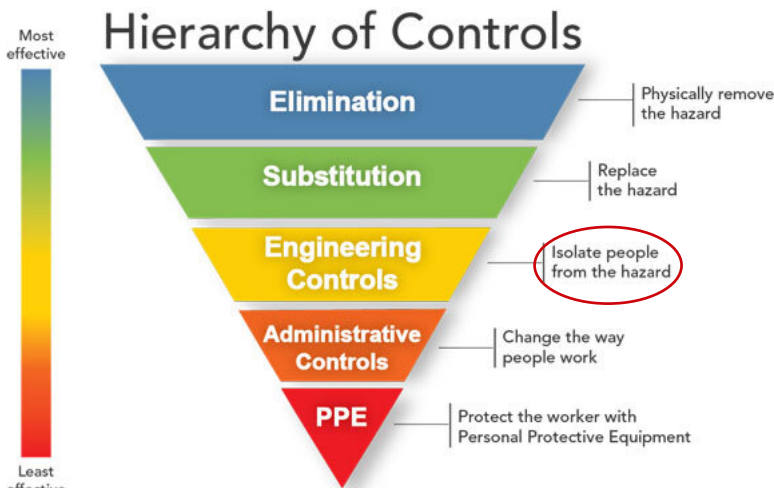 Hierarchy of Controls
Most
effective
Elimination
Physically remove
the hazard
Substitution
Replace
the hazard
Engineering
Controls
Isolate people
from the hazard
Administrative
Controls
Change the way
people work
PPE
Protect the worker with
Personal Protective Equipment
Least
effective